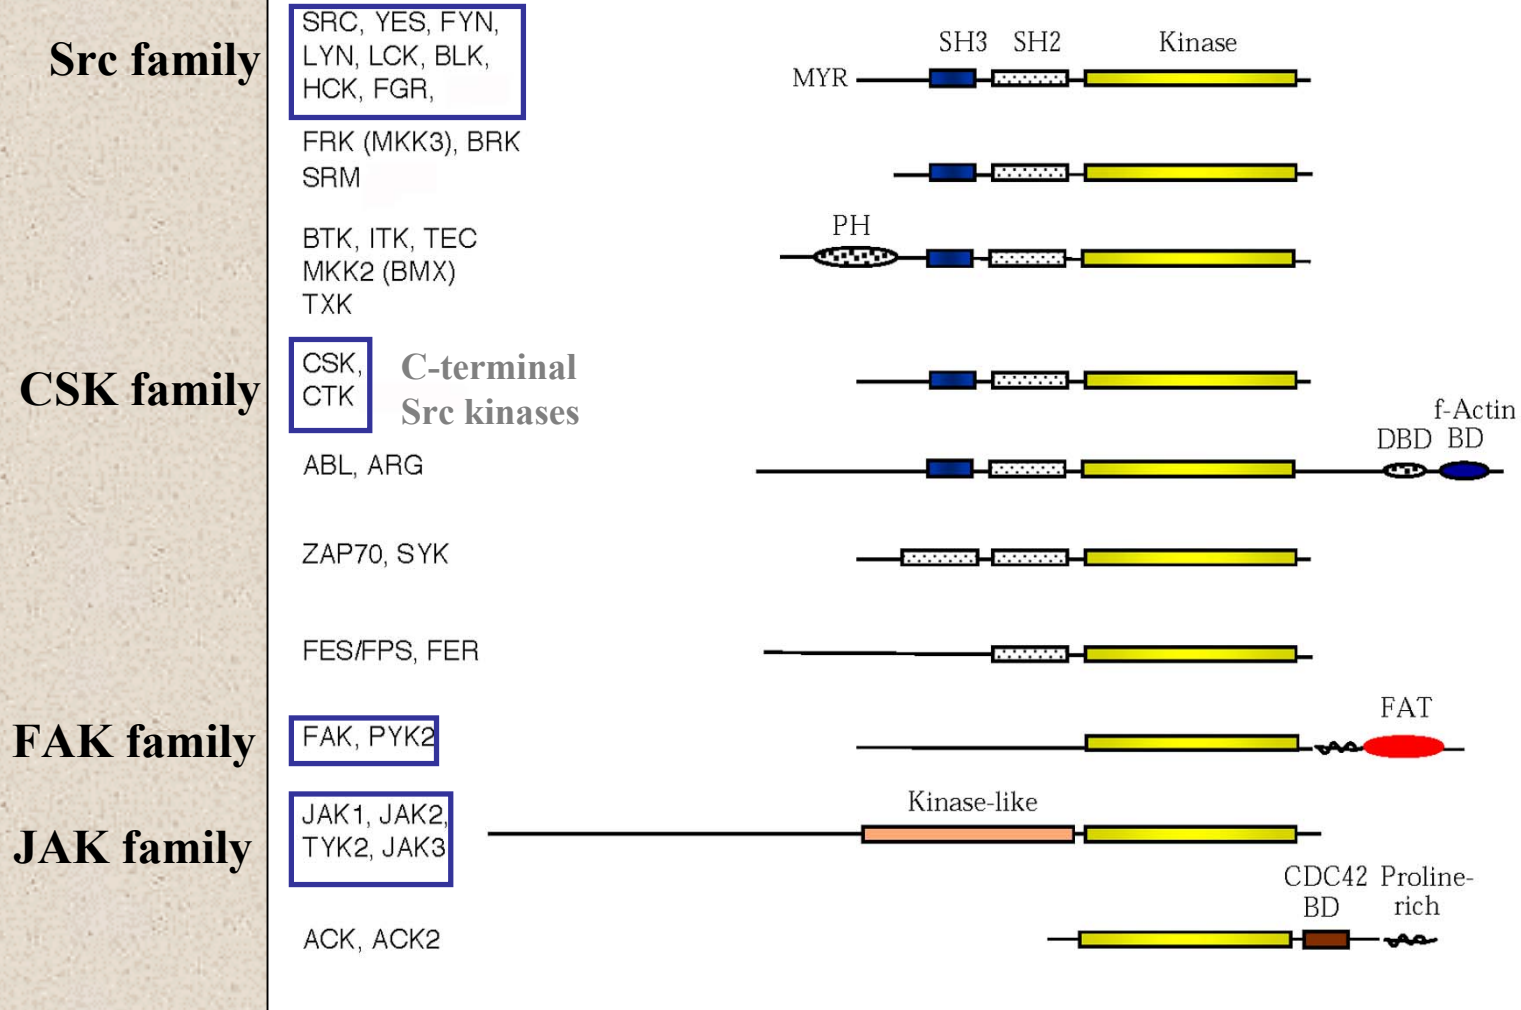 Src family
SRC, YES, FYN,
LYN, LCK, BLK,
HCK, FGR,
SH3 SH2 Kinase
MYR
FRK (MKK3), BRK
SRM
PH
BTK, ITK, TEC
MKK2 (BMX)
TXK
CSK family
CSK,
CTK
C-terminal
Src kinases
f-Actin
DBD BD
ABL, ARG
ZAP70, SYK
FES/FPS, FER
FAT
FAK family
FAK, PYK2
Kinase-like
JAK family
JAK1, JAK2,
TYK2, JAK3
CDC42 Proline-
BD rich
ACK, ACK2